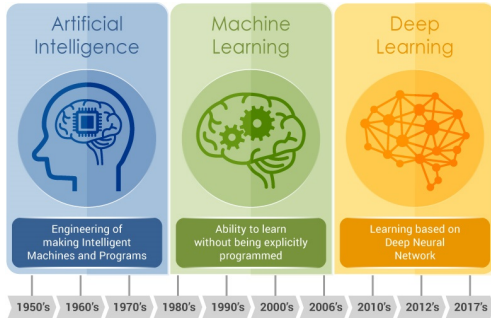 Artificial
Intelligence
Machine
Learning
Deep
Learning
Engineering of
making Intelligent
Machines and Programs
Ability to learn
without being explicitly
programmed
Learning based on
Deep Neural
Network
1950's 1960's 1970's 1980's 1990's 2000's 2006's 2010's 2012's 2017's